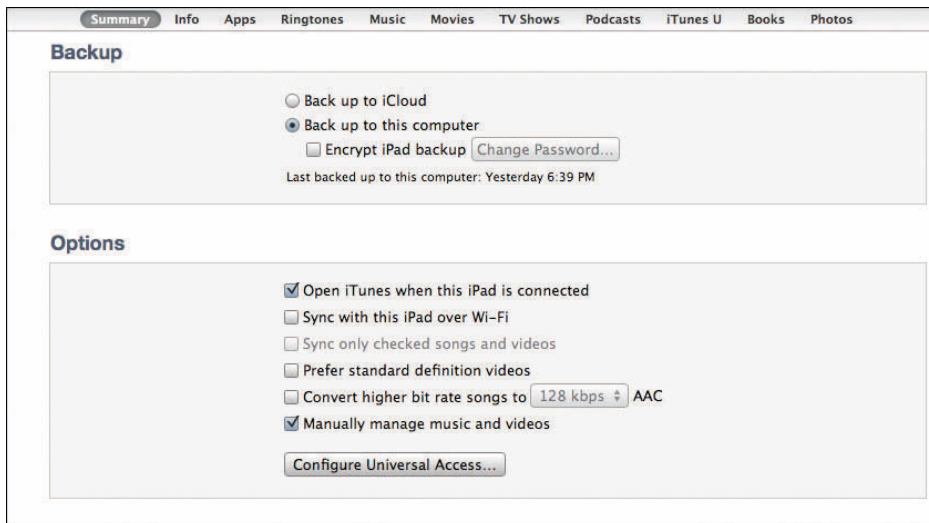 Summary Info Apps Ringtones Music Movies TV Shows Podcasts iTunes U Books Photos
Backup
Back up to iCloud
Back up to this computer
Encrypt iPad backup Change Password...
Last backed up to this computer: Yesterday 6:39 PM
Options
Open iTunes when this iPad is connected
Sync with this iPad over Wi-Fi
Sync only checked songs and videos
Prefer standard definition videos
Convert higher bit rate songs to 128 kbps AAC
Manually manage music and videos
Configure Universal Access...